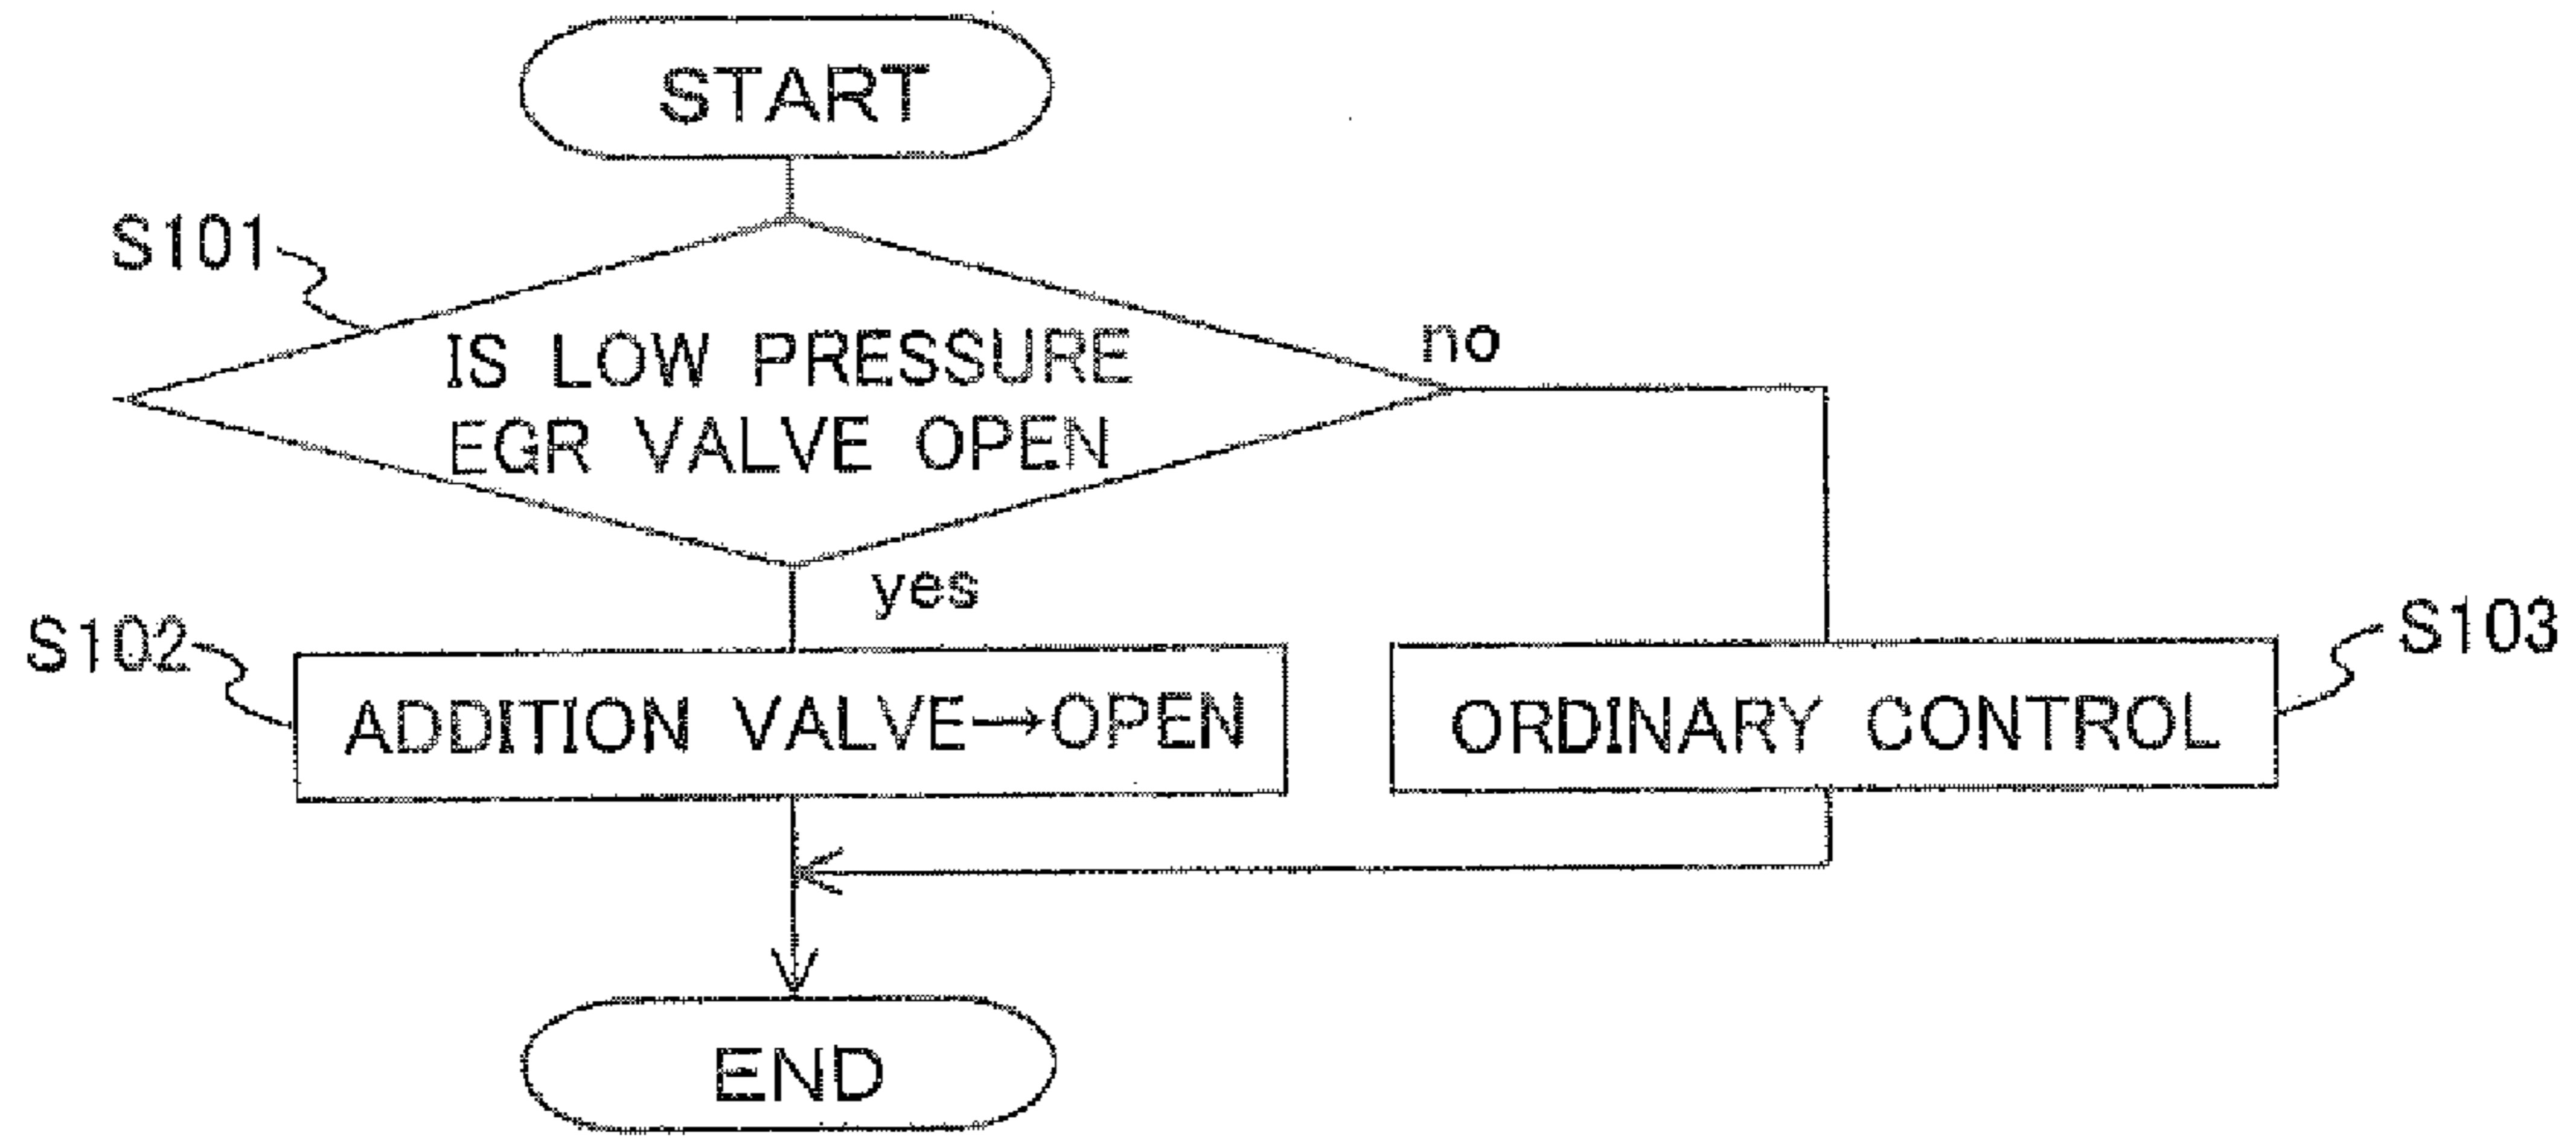 START
S101
IS LOW PRESSURE
EGR VALVE OPEN
no
yes
S102
ADDITION VALVE→OPEN
ORDINARY CONTROL
S103
END